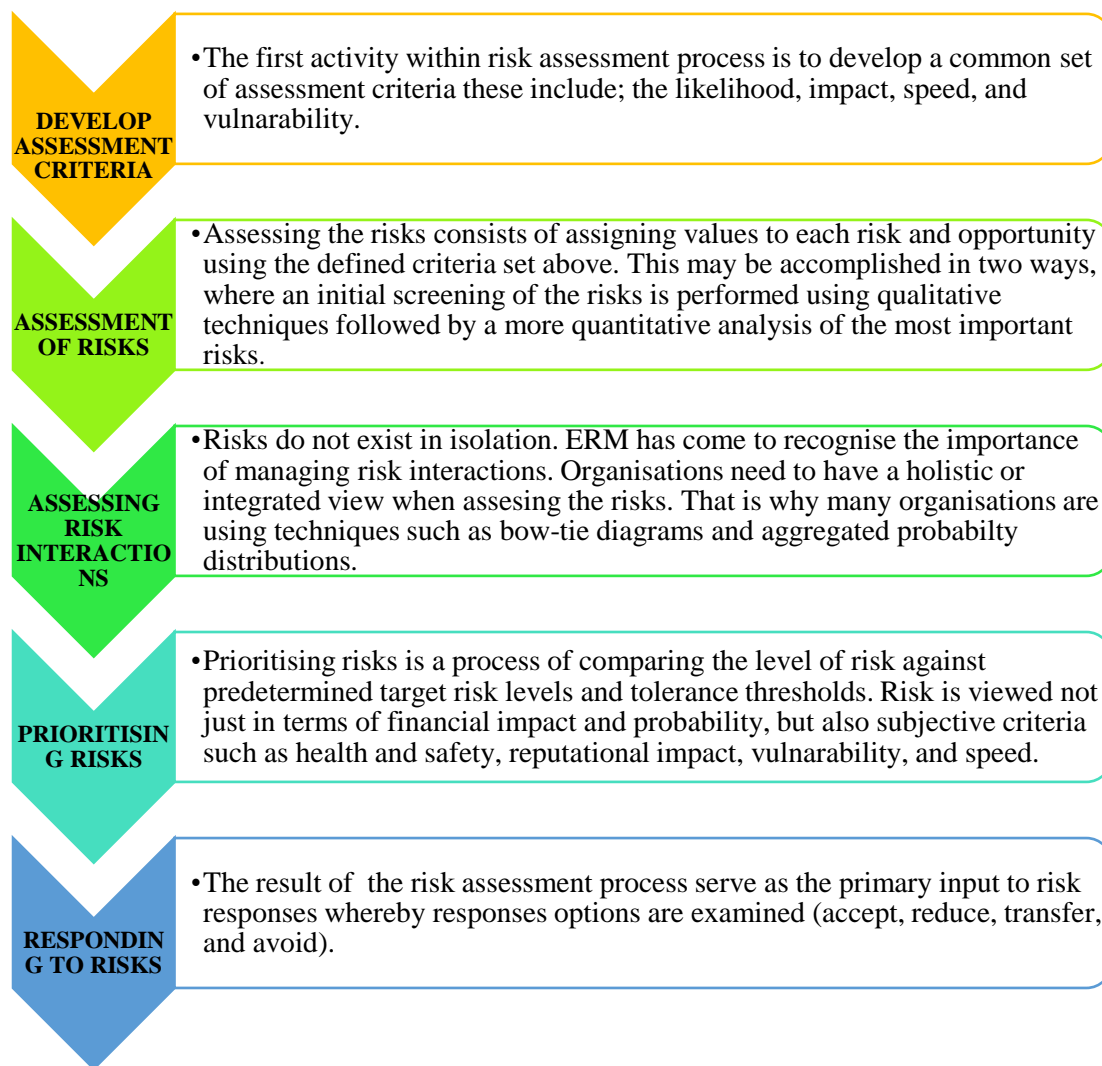 DEVELOP
ASSESSMENT
CRITERIA
•The first activity within risk assessment process is to develop a common set
of assessment criteria these include; the likelihood, impact, speed, and
vulnarability.
ASSESSMENT
OF RISKS
•Assessing the risks consists of assigning values to each risk and opportunity
using the defined criteria set above. This may be accomplished in two ways,
where an initial screening of the risks is performed using qualitative
techniques followed by a more quantitative analysis of the most important
risks.
ASSESSING
RISK
INTERACTIO
NS
•Risks do not exist in isolation. ERM has come to recognise the importance
of managing risk interactions. Organisations need to have a holistic or
integrated view when assesing the risks. That is why many organisations are
using techniques such as bow-tie diagrams and aggregated probabilty
distributions.
PRIORITISIN
G RISKS
•Prioritising risks is a process of comparing the level of risk against
predetermined target risk levels and tolerance thresholds. Risk is viewed not
just in terms of financial impact and probability, but also subjective criteria
such as health and safety, reputational impact, vulnarability, and speed.
RESPONDIN
G TO RISKS
•The result of  the risk assessment process serve as the primary input to risk
responses whereby responses options are examined (accept, reduce, transfer,
and avoid).